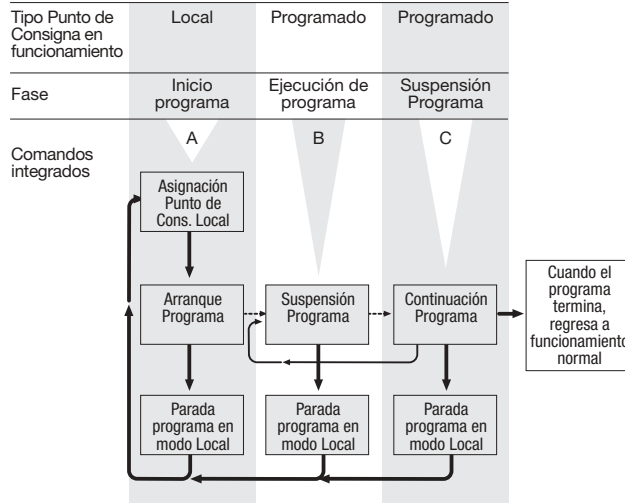 Tipo Punto de
Consigna en
funcionamiento
Local
Programado
Programado
Fase
Inicio
programa
Ejecución de
programa
Suspensión
Programa
Comandos
integrados
A
B
C
Asignación
Punto de
Cons. Local
Arranque
Programa
Suspensión
Programa
Continuación
Programa
Cuando el
programa
termina,
regresa a
funcionamiento
normal
Parada
programa en
modo Local
Parada
programa en
modo Local
Parada
programa en
modo Local